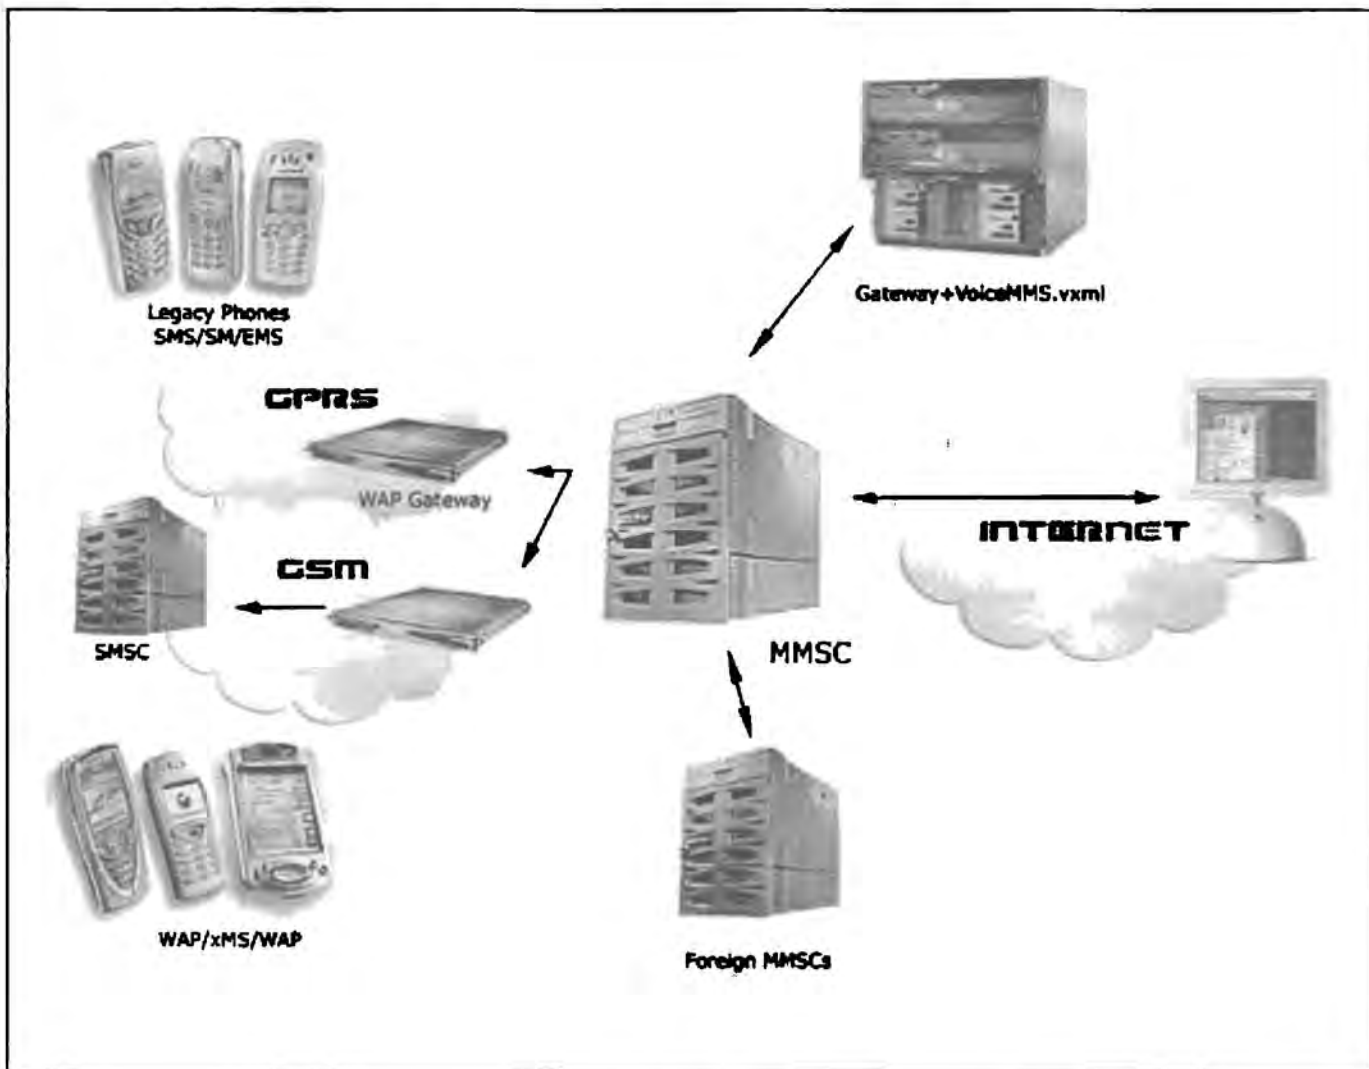 Gateway+VoiceMMS.vxml
Legacy Phones
SMS/SM/EMS
GPRS
WAP Gateway
INTERNET
GSM
SMSC
MMSC
WAP/xMS/WAP
Foreign MMSCs